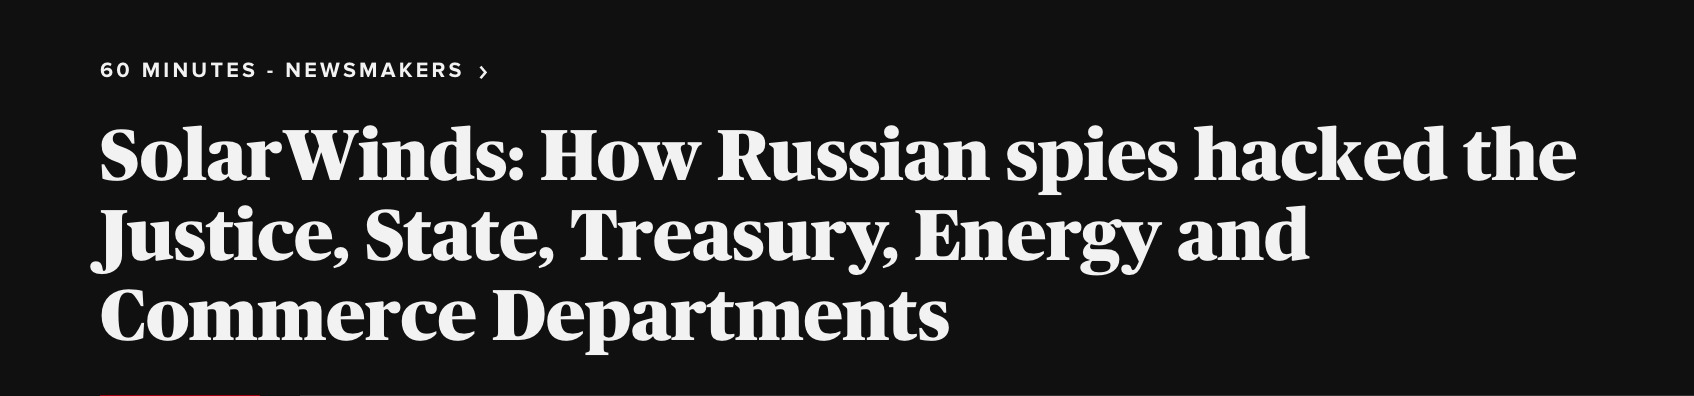 60 MINUTES - NEWSMAKERS ›
SolarWinds: How Russian spies hacked the
Justice, State, Treasury, Energy and
Commerce Departments